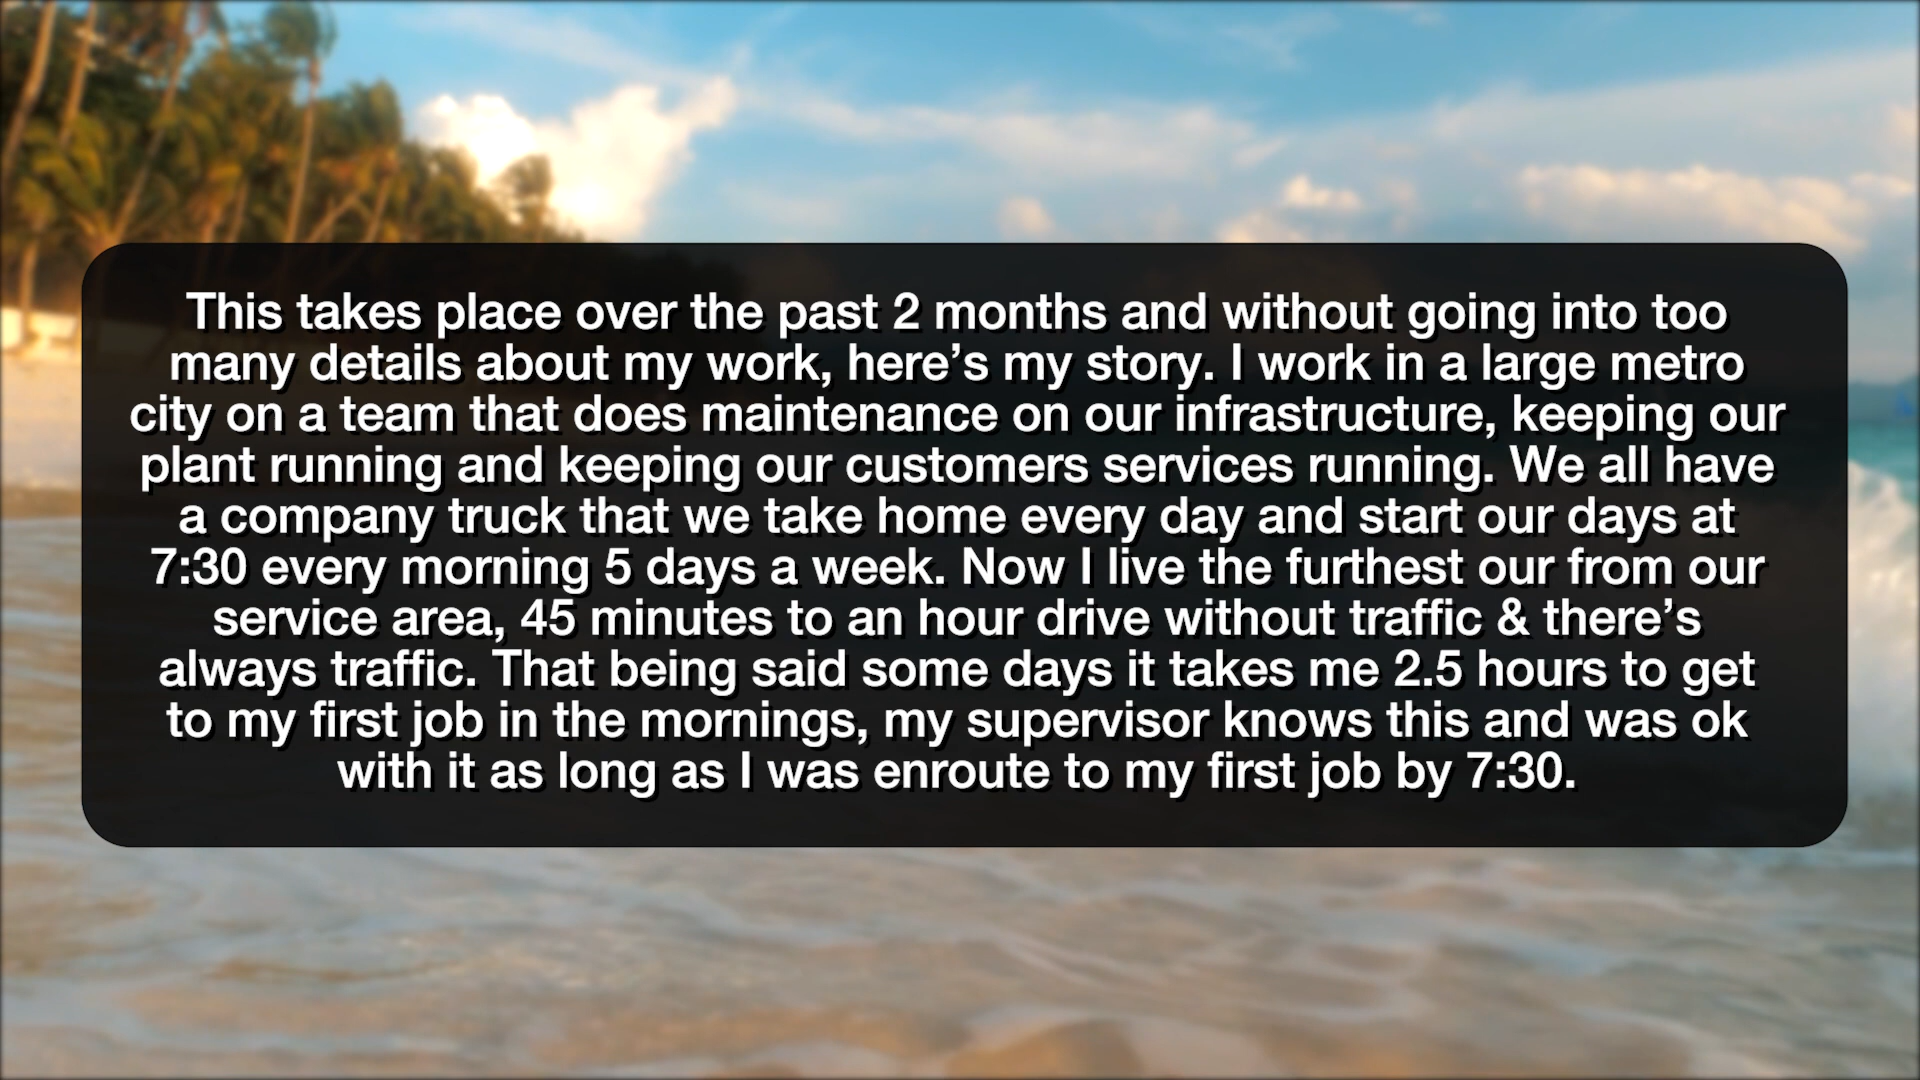 This takes place over the past 2 months and without going into too
many details about my work, here’s my story. I work in a large metro
city on a team that does maintenance on our infrastructure, keeping our
plant running and keeping our customers services running. We all have
a company truck that we take home every day and start our days at
7:30 every morning 5 days a week. Now I live the furthest our from our
service area, 45 minutes to an hour drive without traffic & there’s
always traffic. That being said some days it takes me 2.5 hours to get
to my first job in the mornings, my supervisor knows this and was ok
with it as long as I was enroute to my first job by 7:30.